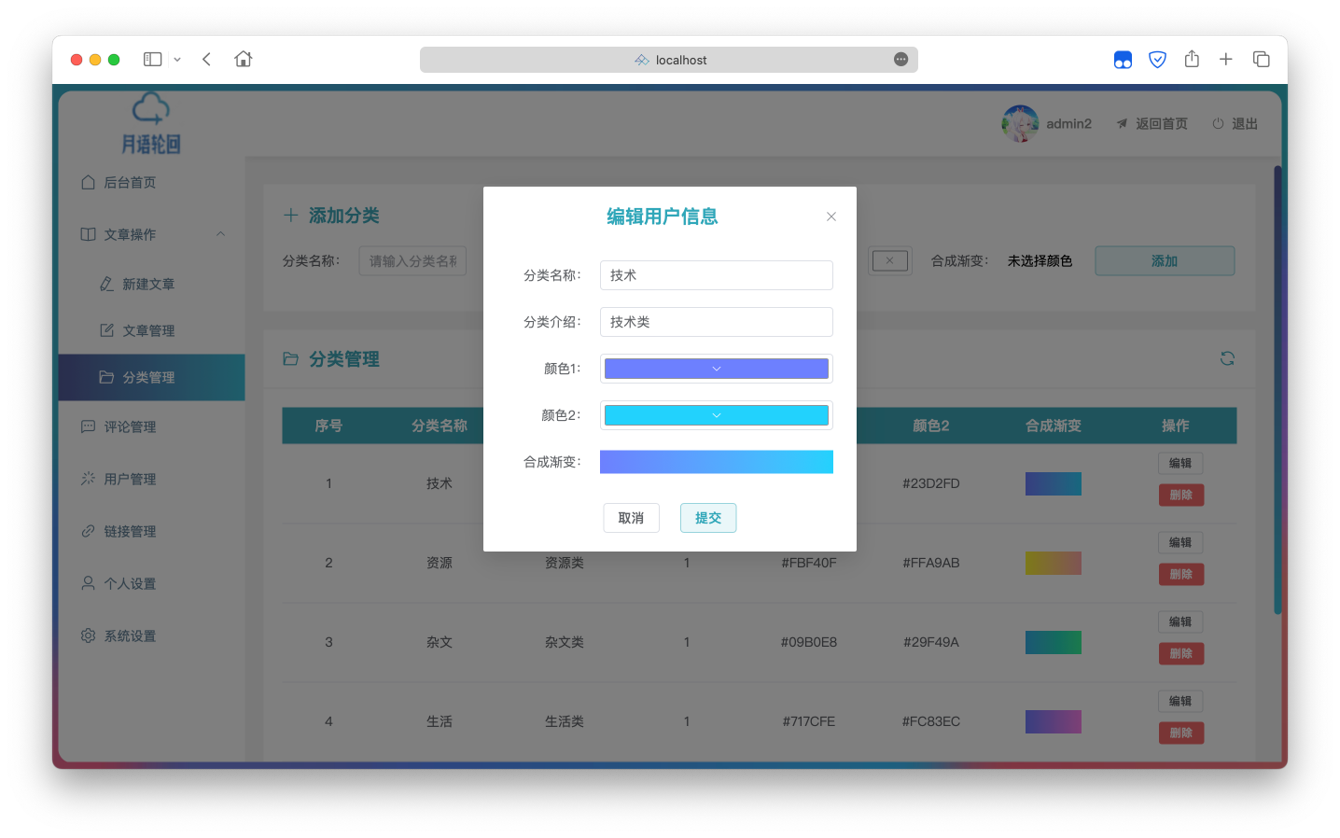 localhost
月语轮回
admin2
返回首页
退出
后台首页
文章操作
新建文章
文章管理
分类管理
评论管理
用户管理
链接管理
个人设置
系统设置
添加分类
分类名称：
请输入分类名称
合成渐变：
未选择颜色
添加
分类管理
序号 分类名称 颜色2 合成渐变 操作
1 技术 #23D2FD 编辑 删除
2 资源 资源类 1 #FBF40F #FFA9AB 编辑 删除
3 杂文 杂文类 1 #09B0E8 #29F49A 编辑 删除
4 生活 生活类 1 #717CFE #FC83EC 编辑 删除
编辑用户信息
分类名称： 技术
分类介绍： 技术类
颜色1：
颜色2：
合成渐变：
取消 提交